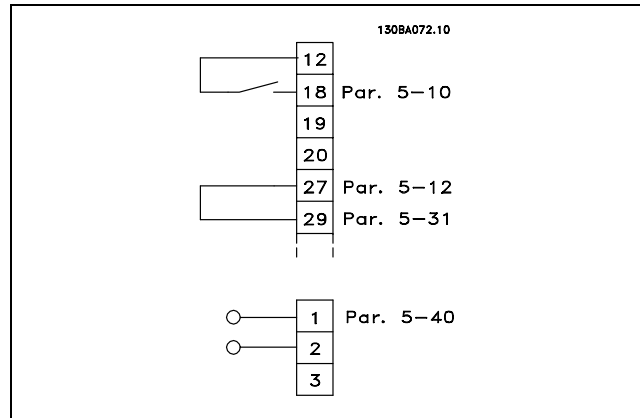 130BA072.10
12
18 Par. 5-10
19
20
27 Par. 5-12
29 Par. 5-31
1 Par. 5-40
2
3